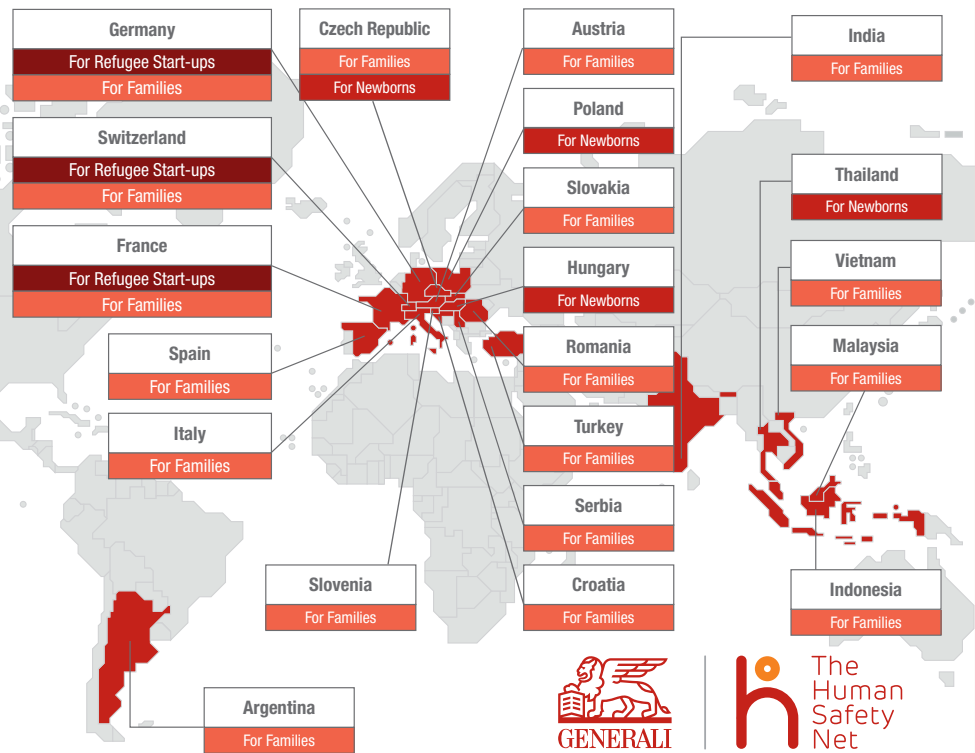 Germany
For Refugee Start-ups
For Families
Switzerland
For Refugee Start-ups
For Families
France
For Refugee Start-ups
For Families
Spain
For Families
Italy
For Families
Czech Republic
For Families
For Newborns
Austria
For Families
Poland
For Newborns
Slovakia
For Families
Hungary
For Newborns
Romania
For Families
Turkey
For Families
Serbia
For Families
Croatia
For Families
Slovenia
For Families
Argentina
For Families
India
For Families
Thailand
For Newborns
Vietnam
For Families
Malaysia
For Families
Indonesia
For Families
GENERALI
The
Human
Safety
Net